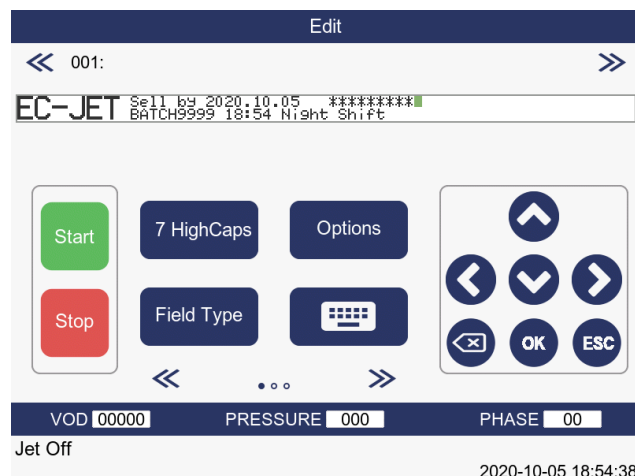 Edit
001:
EC-JET Sell by 2020.10.05 *********
BATCH9999 18:54 Night Shift
Start
7 HighCaps
Options
Stop
Field Type
OK
ESC
VOD 00000 PRESSURE 000 PHASE 00
Jet Off
2020-10-05 18:54:38